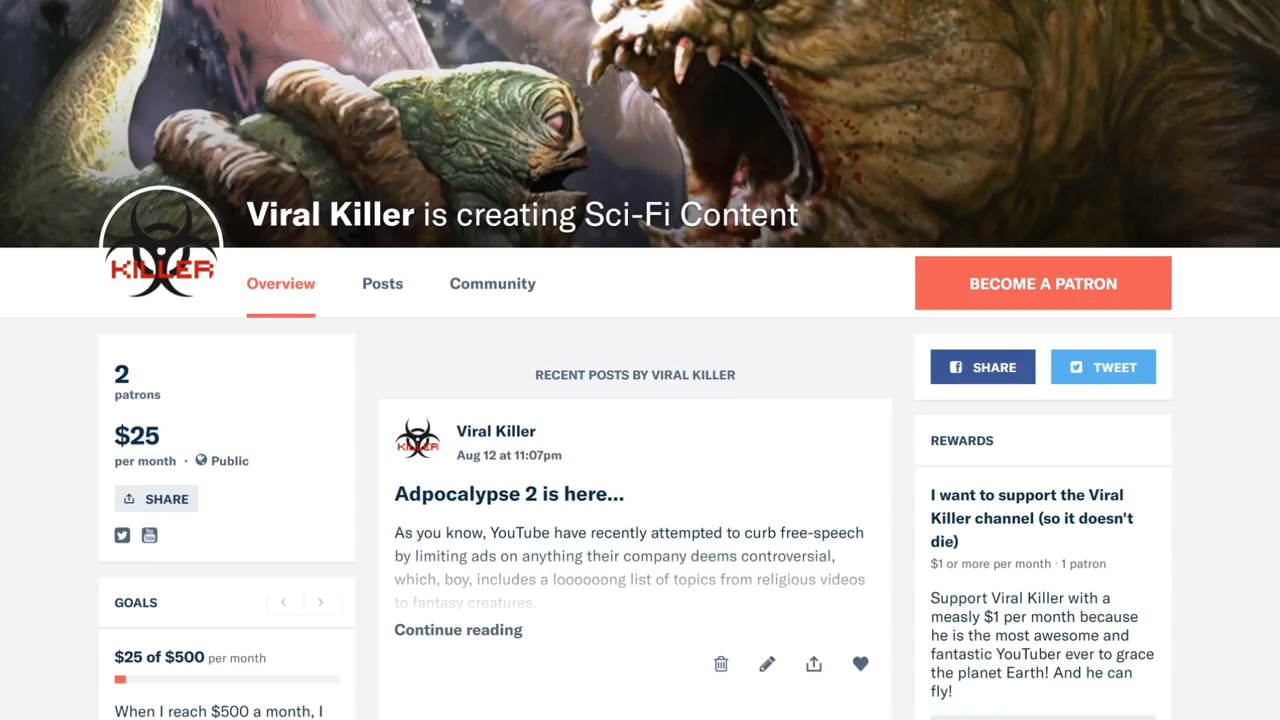 Viral Killer is creating Sci-Fi Content
KILLER
Overview
Posts
Community
BECOME A PATRON
2
patrons
$25
per month · Public
SHARE
GOALS
$25 of $500 per month
When I reach $500 a month, I
RECENT POSTS BY VIRAL KILLER
KILLER
Viral Killer
Aug 12 at 11:07pm
Adpocalypse 2 is here...
As you know, YouTube have recently attempted to curb free-speech
by limiting ads on anything their company deems controversial,
which, boy, includes a loooooong list of topics from religious videos
to fantasy creatures.
Continue reading
SHARE
TWEET
REWARDS
I want to support the Viral
Killer channel (so it doesn't
die)
$1 or more per month · 1 patron
Support Viral Killer with a
measly $1 per month because
he is the most awesome and
fantastic YouTuber ever to grace
the planet Earth! And he can
fly!